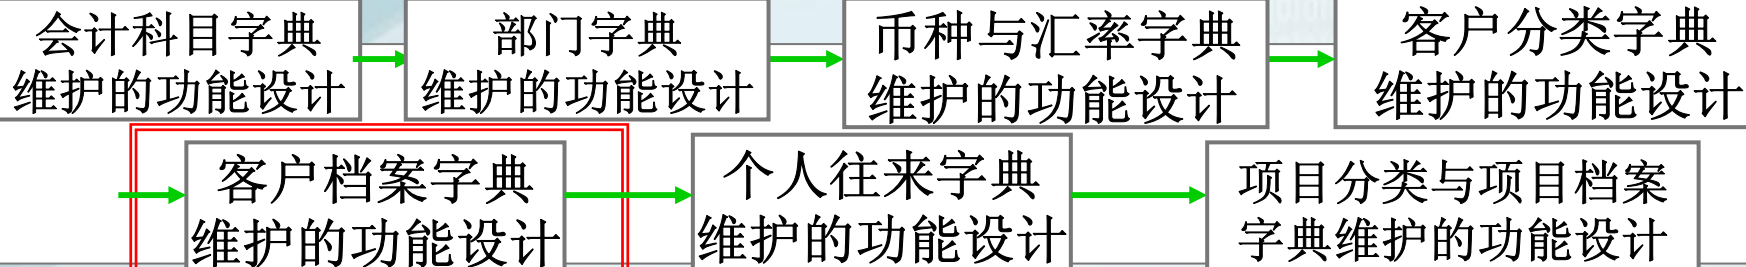 会计科目字典
维护的功能设计
部门字典
维护的功能设计
币种与汇率字典
维护的功能设计
客户分类字典
维护的功能设计
客户档案字典
维护的功能设计
个人往来字典
维护的功能设计
项目分类与项目档案
字典维护的功能设计